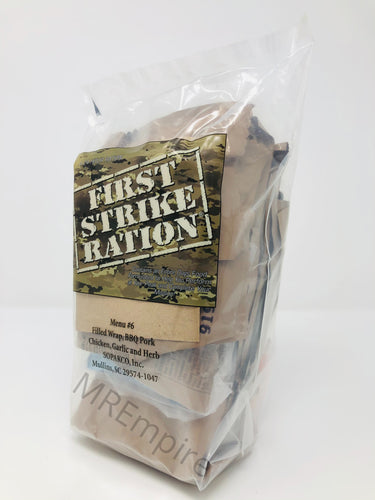 FIRST
STRIKE
RATION
Menu #6
Filled Wrap, BBQ Pork
Chicken, Garlic and Herb
SOPAKCO, Inc.
Mullins, SC 29574-1047
919
MREmpire